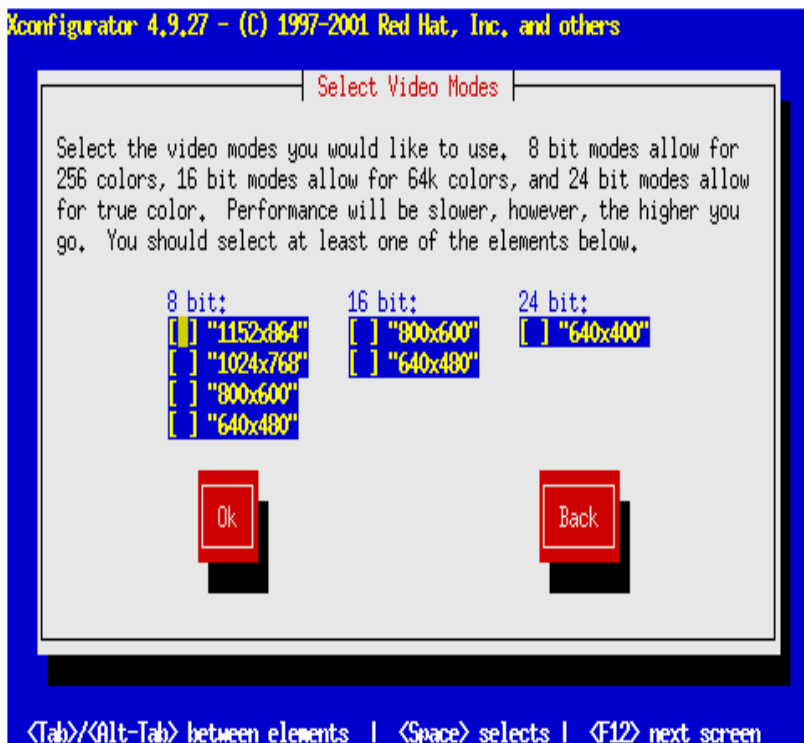 Xconfigurator 4.9.27 - (C) 1997-2001 Red Hat, Inc. and others
Select Video Modes
Select the video modes you would like to use.  8 bit modes allow for
256 colors, 16 bit modes allow for 64k colors, and 24 bit modes allow
for true color.  Performance will be slower, however, the higher you
go.  You should select at least one of the elements below.
8 bit: 16 bit: 24 bit:
[ ] "1152x864" [ ] "800x600" [ ] "640x400"
[ ] "1024x768" [ ] "640x480"
[ ] "800x600"
[ ] "640x480"
Ok Back
<Tab>/<Alt-Tab> between elements | <Space> selects | <F12> next screen